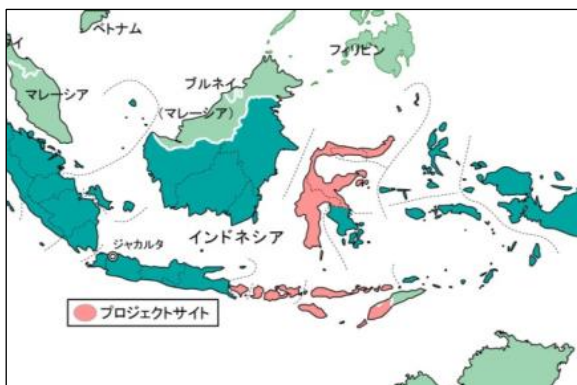 ベトナム
タイ
フィリピン
ブルネイ
マレーシア
(マレーシア)
インドネシア
ジャカルタ
プロジェクトサイト